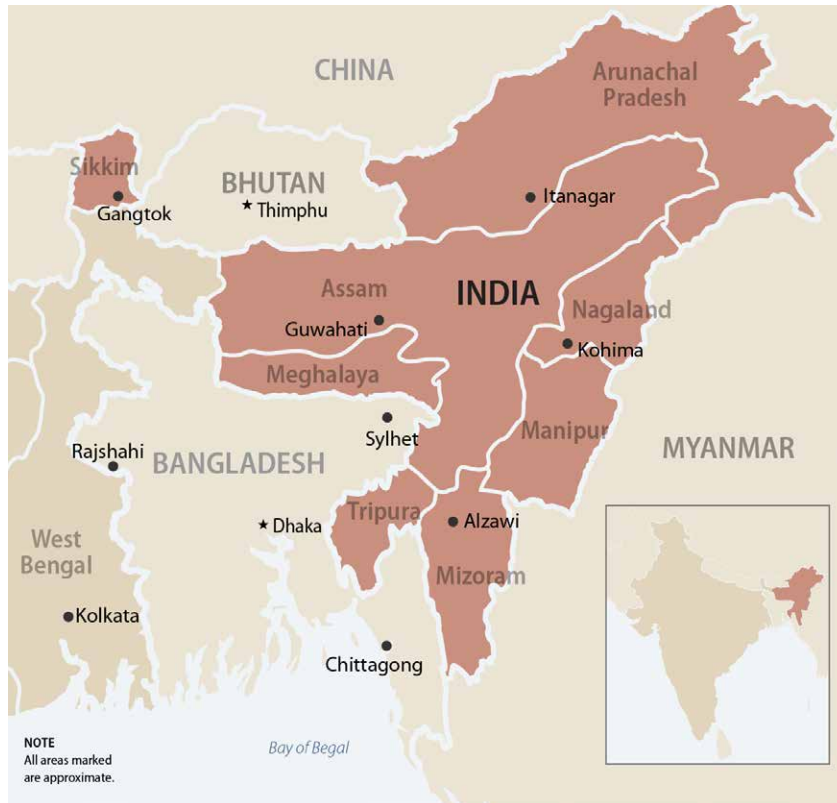 CHINA
Arunachal
Pradesh
Sikkim
Gangtok
BHUTAN
Thimphu
Itanagar
Assam
INDIA
Nagaland
Guwahati
Kohima
Meghalaya
Sylhet
Manipur
Rajshahi
BANGLADESH
MYANMAR
Tripura
Alzawi
Dhaka
West
Bengal
Mizoram
Kolkata
Chittagong
NOTE
All areas marked
are approximate.
Bay of Begal